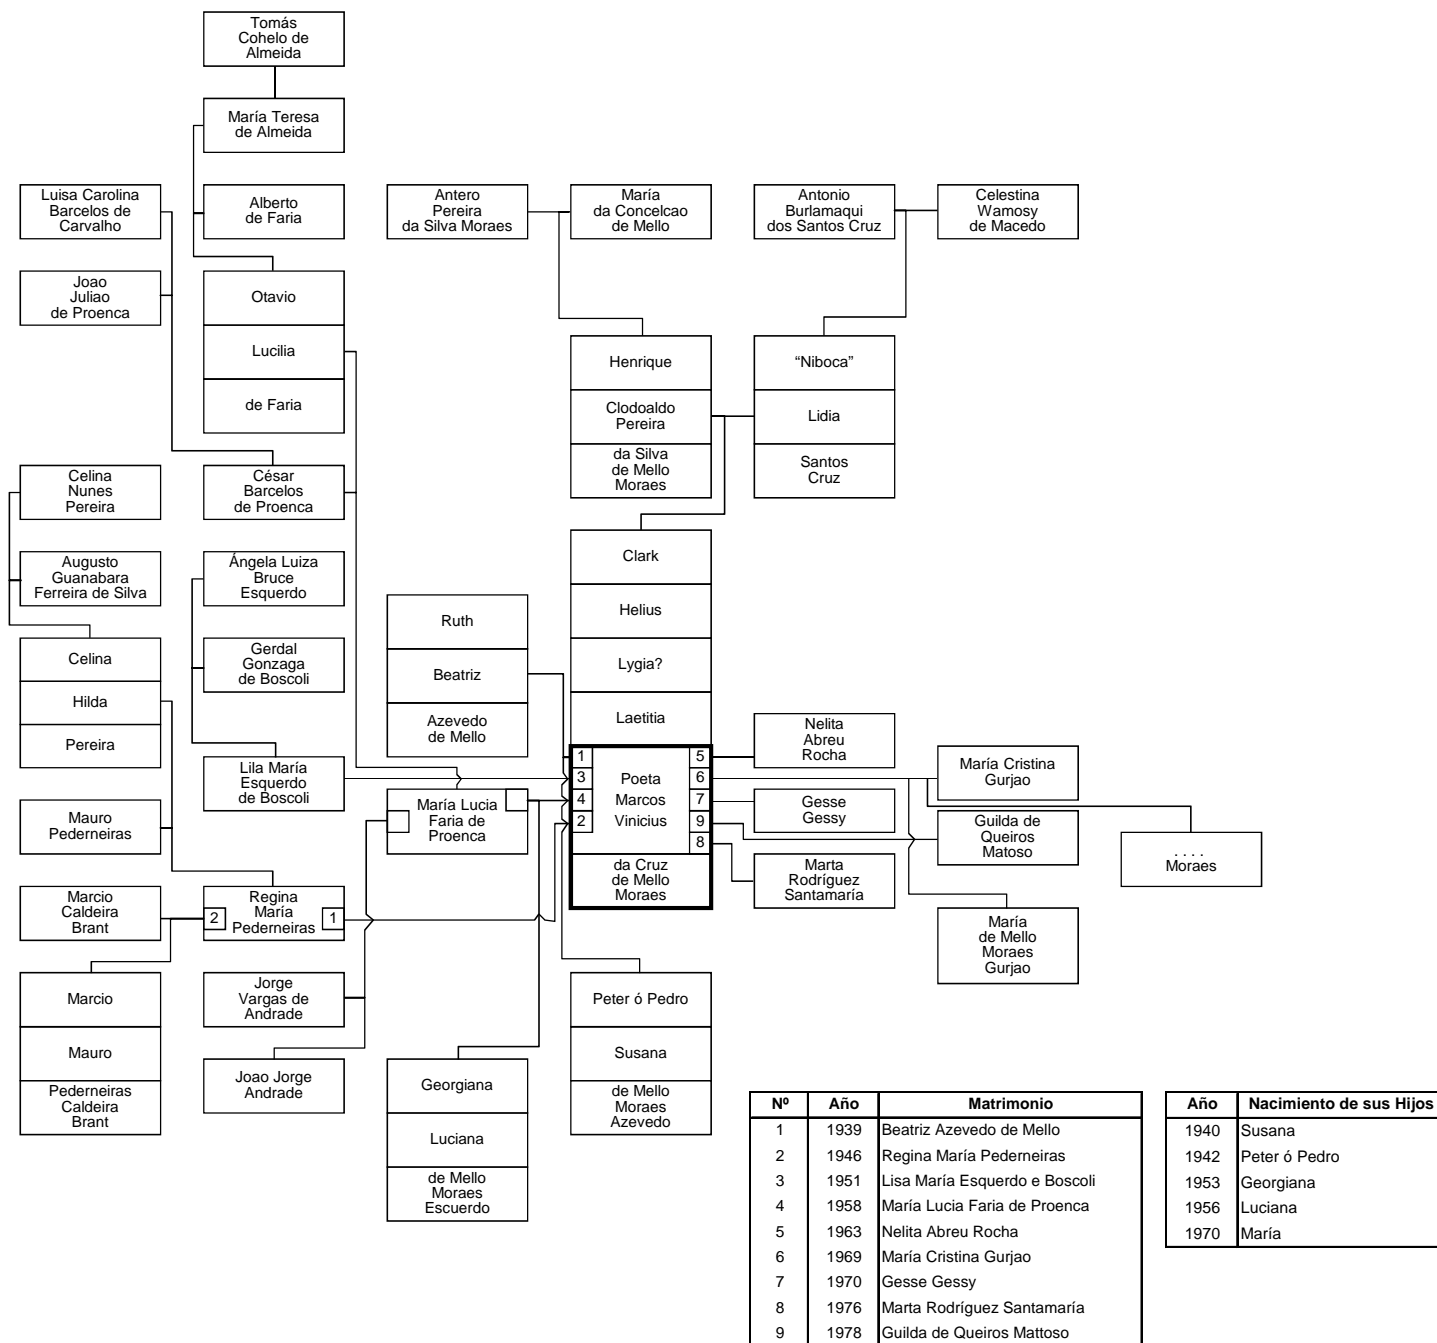 Tomás
Cohelo de
Almeida
María Teresa
de Almeida
Luisa Carolina
Barcelos de
Carvalho
Alberto
de Faria
Antero
Pereira
da Silva Moraes
María
da Concelcao
de Mello
Antonio
Burlamaqui
dos Santos Cruz
Celestina
Wamosy
de Macedo
Joao
Juliao
de Proenca
Otavio
Lucilia
de Faria
Henrique
Clodoaldo
Pereira
da Silva
de Mello
Moraes
“Niboca”
Lidia
Santos
Cruz
Celina
Nunes
Pereira
César
Barcelos
de Proenca
Augusto
Guanabara
Ferreira de Silva
Ángela Luiza
Bruce
Esquerdo
Clark
Helius
Lygia?
Laetitia
Ruth
Beatriz
Azevedo
de Mello
Celina
Hilda
Pereira
Gerdal
Gonzaga
de Boscoli
Lila María
Esquerdo
de Boscoli
Mauro
Pederneiras
María Lucia
Faria de
Proenca
1
3
4
2
Poeta
Marcos
Vinicius
5
6
7
9
8
da Cruz
de Mello
Moraes
Nelita
Abreu
Rocha
María Cristina
Gurjao
Gesse
Gessy
Guilda de
Queiros
Matoso
. . . .
Moraes
Marta
Rodríguez
Santamaría
María
de Mello
Moraes
Gurjao
Marcio
Caldeira
Brant
2
Regina
María
Pederneiras
1
Marcio
Mauro
Pederneiras
Caldeira
Brant
Jorge
Vargas de
Andrade
Joao Jorge
Andrade
Georgiana
Luciana
de Mello
Moraes
Escuerdo
Peter ó Pedro
Susana
de Mello
Moraes
Azevedo
Nº Año Matrimonio
1 1939 Beatriz Azevedo de Mello
2 1946 Regina María Pederneiras
3 1951 Lisa María Esquerdo e Boscoli
4 1958 María Lucia Faria de Proenca
5 1963 Nelita Abreu Rocha
6 1969 María Cristina Gurjao
7 1970 Gesse Gessy
8 1976 Marta Rodríguez Santamaría
9 1978 Guilda de Queiros Mattoso
Año Nacimiento de sus Hijos
1940 Susana
1942 Peter ó Pedro
1953 Georgiana
1956 Luciana
1970 María